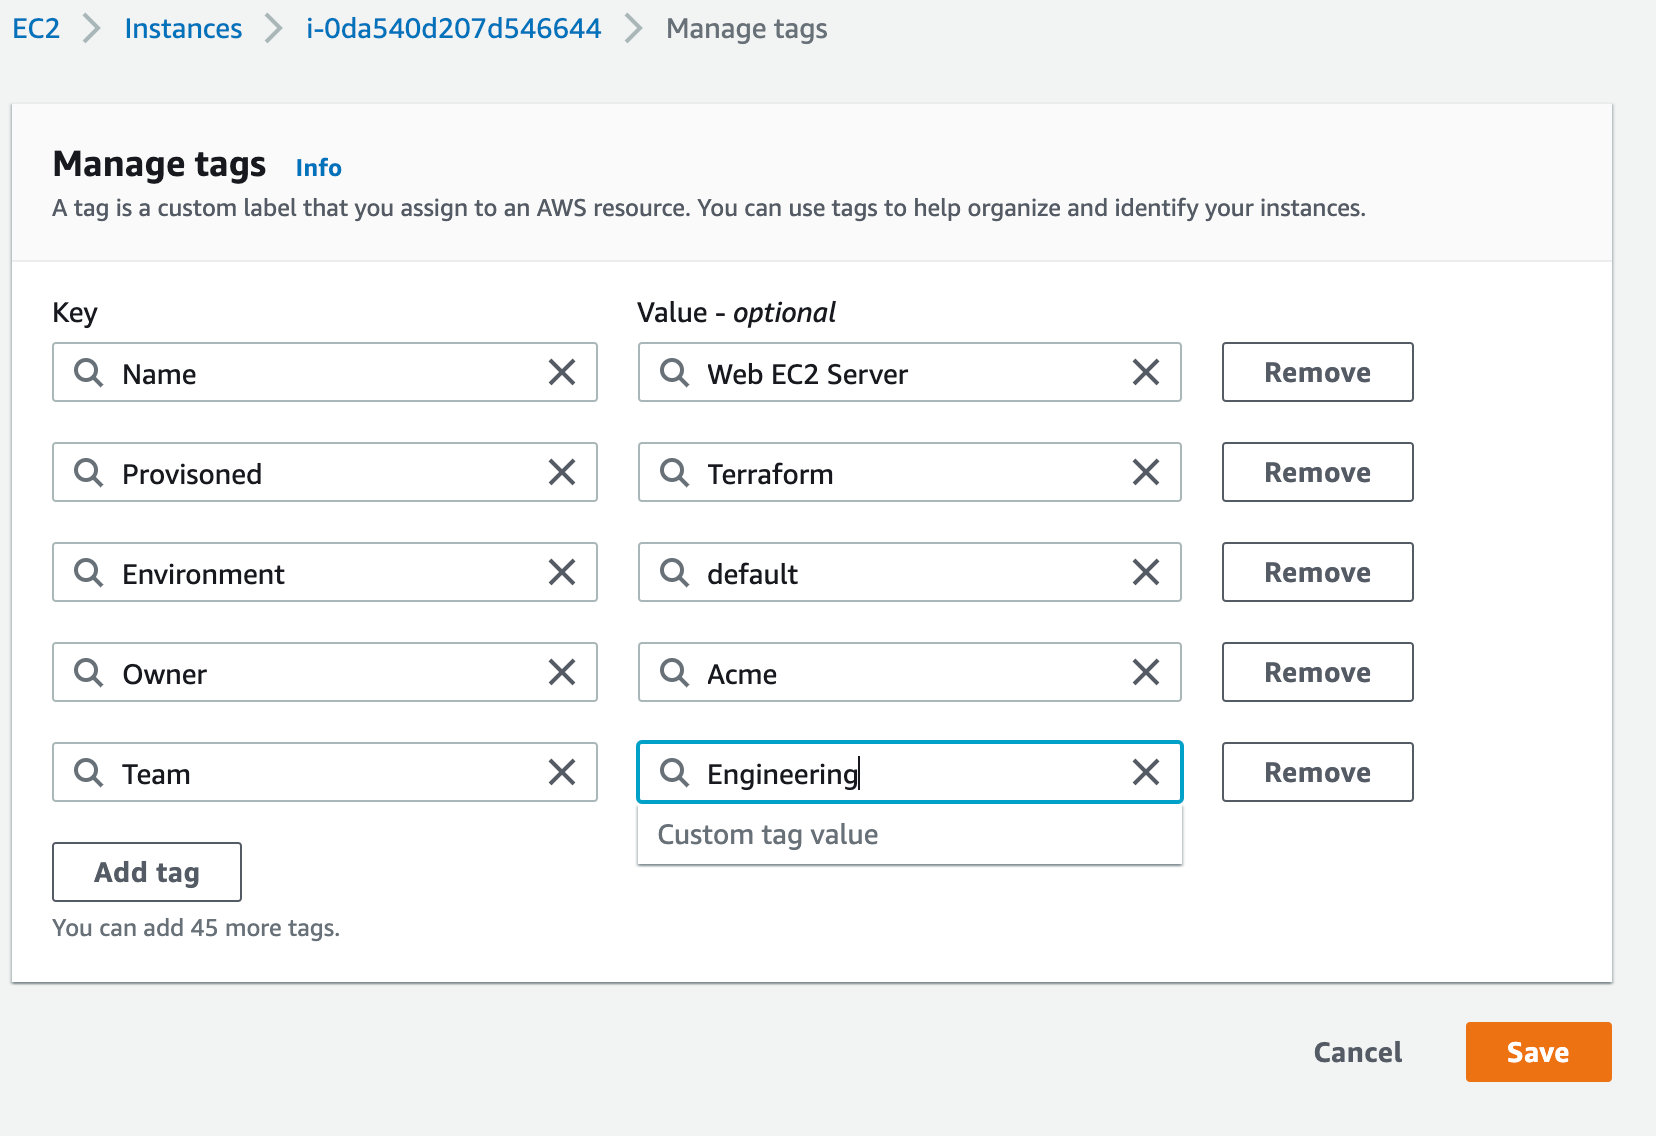 EC2 Instances i-0da540d207d546644 Manage tags
Manage tags Info
A tag is a custom label that you assign to an AWS resource. You can use tags to help organize and identify your instances.
Key Value - optional
Name Web EC2 Server Remove
Provisoned Terraform Remove
Environment default Remove
Owner Acme Remove
Team Engineering Remove
Custom tag value
Add tag
You can add 45 more tags.
Cancel Save